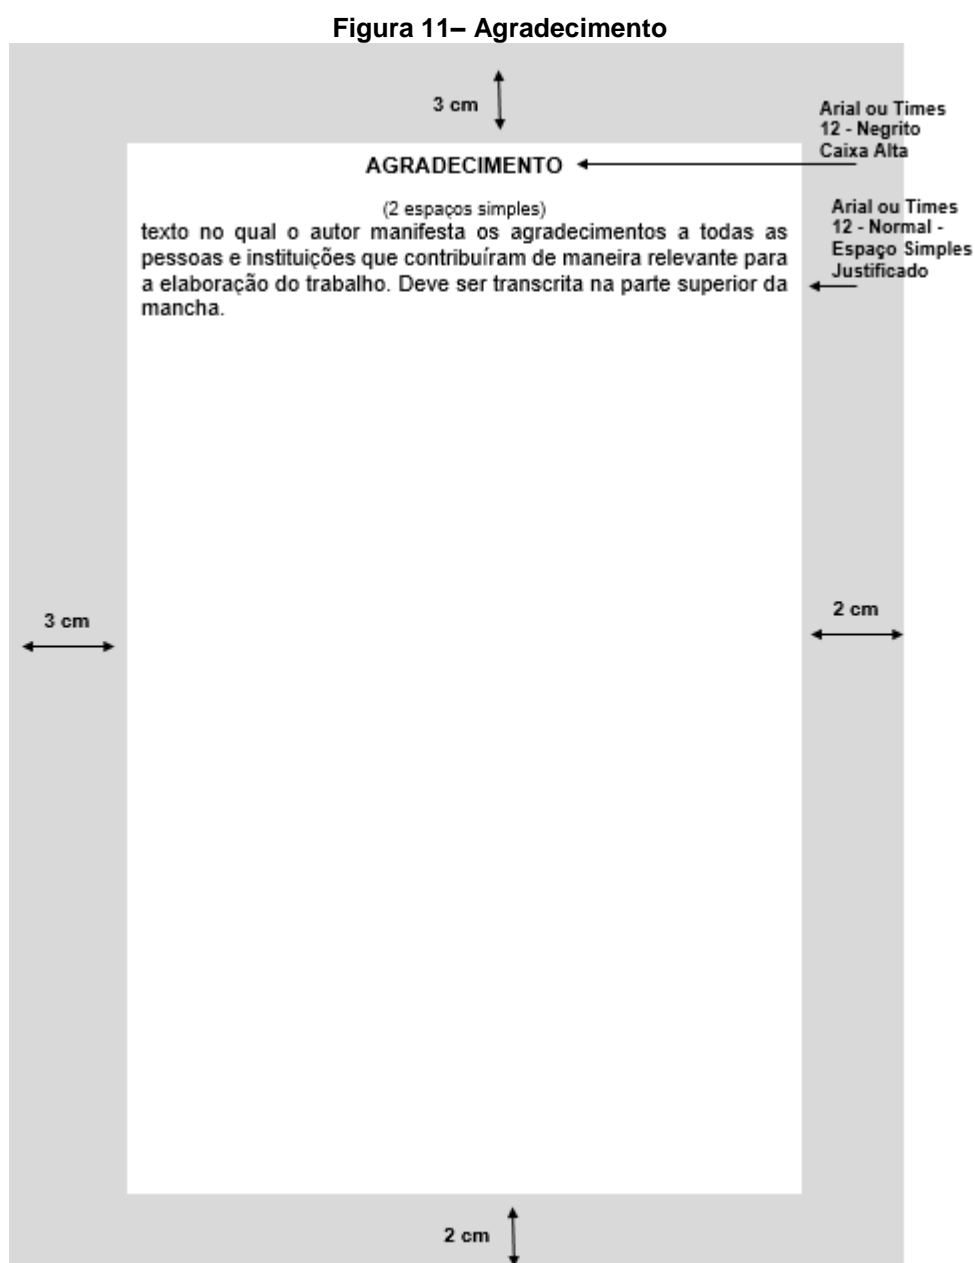 Figura 11– Agradecimento
3 cm
Arial ou Times
12 - Negrito
Caixa Alta
AGRADECIMENTO
(2 espaços simples)
Arial ou Times
12 - Normal -
Espaço Simples
Justificado
texto no qual o autor manifesta os agradecimentos a todas as
pessoas e instituições que contribuíram de maneira relevante para
a elaboração do trabalho. Deve ser transcrita na parte superior da
mancha.
3 cm
2 cm
2 cm